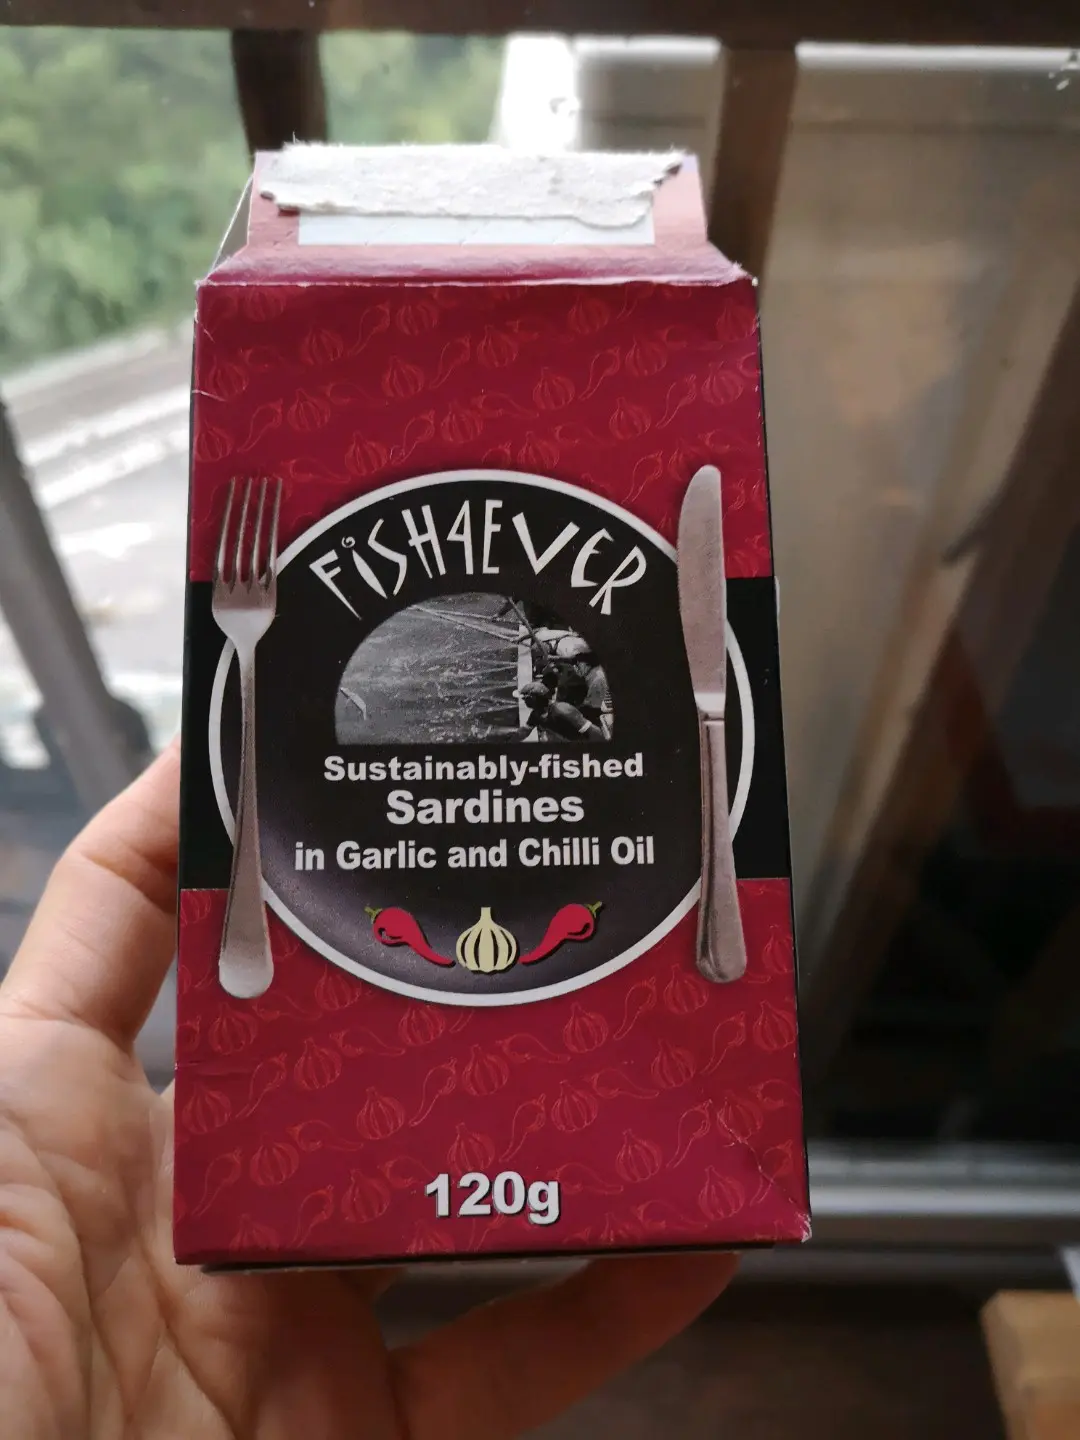 FiSH4EVER
Sustainably-fished
Sardines
in Garlic and Chilli Oil
120g